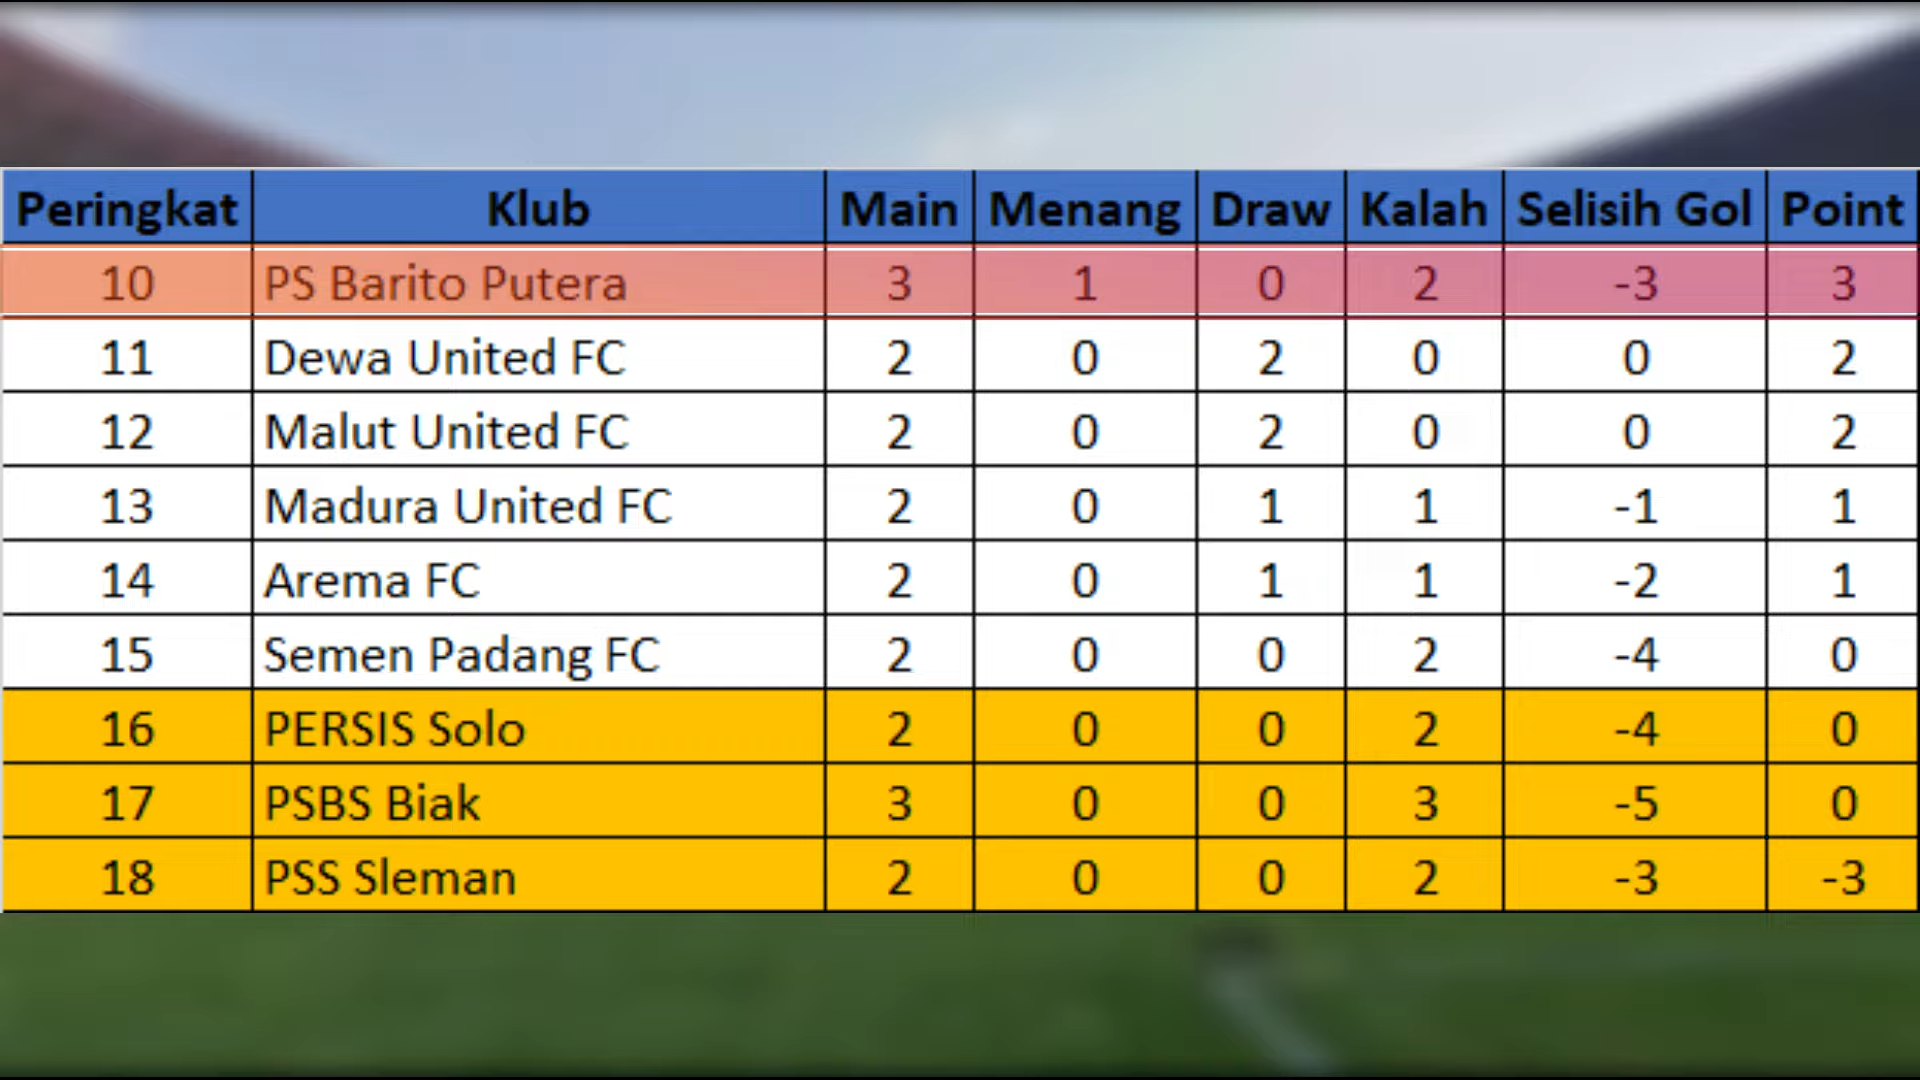 Peringkat Klub Main Menang Draw Kalah Selisih Gol Point
10 PS Barito Putera 3 1 0 2 -3 3
11 Dewa United FC 2 0 2 0 0 2
12 Malut United FC 2 0 2 0 0 2
13 Madura United FC 2 0 1 1 -1 1
14 Arema FC 2 0 1 1 -2 1
15 Semen Padang FC 2 0 0 2 -4 0
16 PERSIS Solo 2 0 0 2 -4 0
17 PSBS Biak 3 0 0 3 -5 0
18 PSS Sleman 2 0 0 2 -3 -3